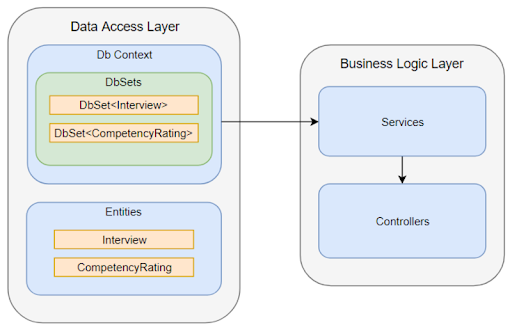 Data Access Layer
Db Context
DbSets
DbSet<Interview>
DbSet<CompetencyRating>
Entities
Interview
CompetencyRating
Business Logic Layer
Services
Controllers